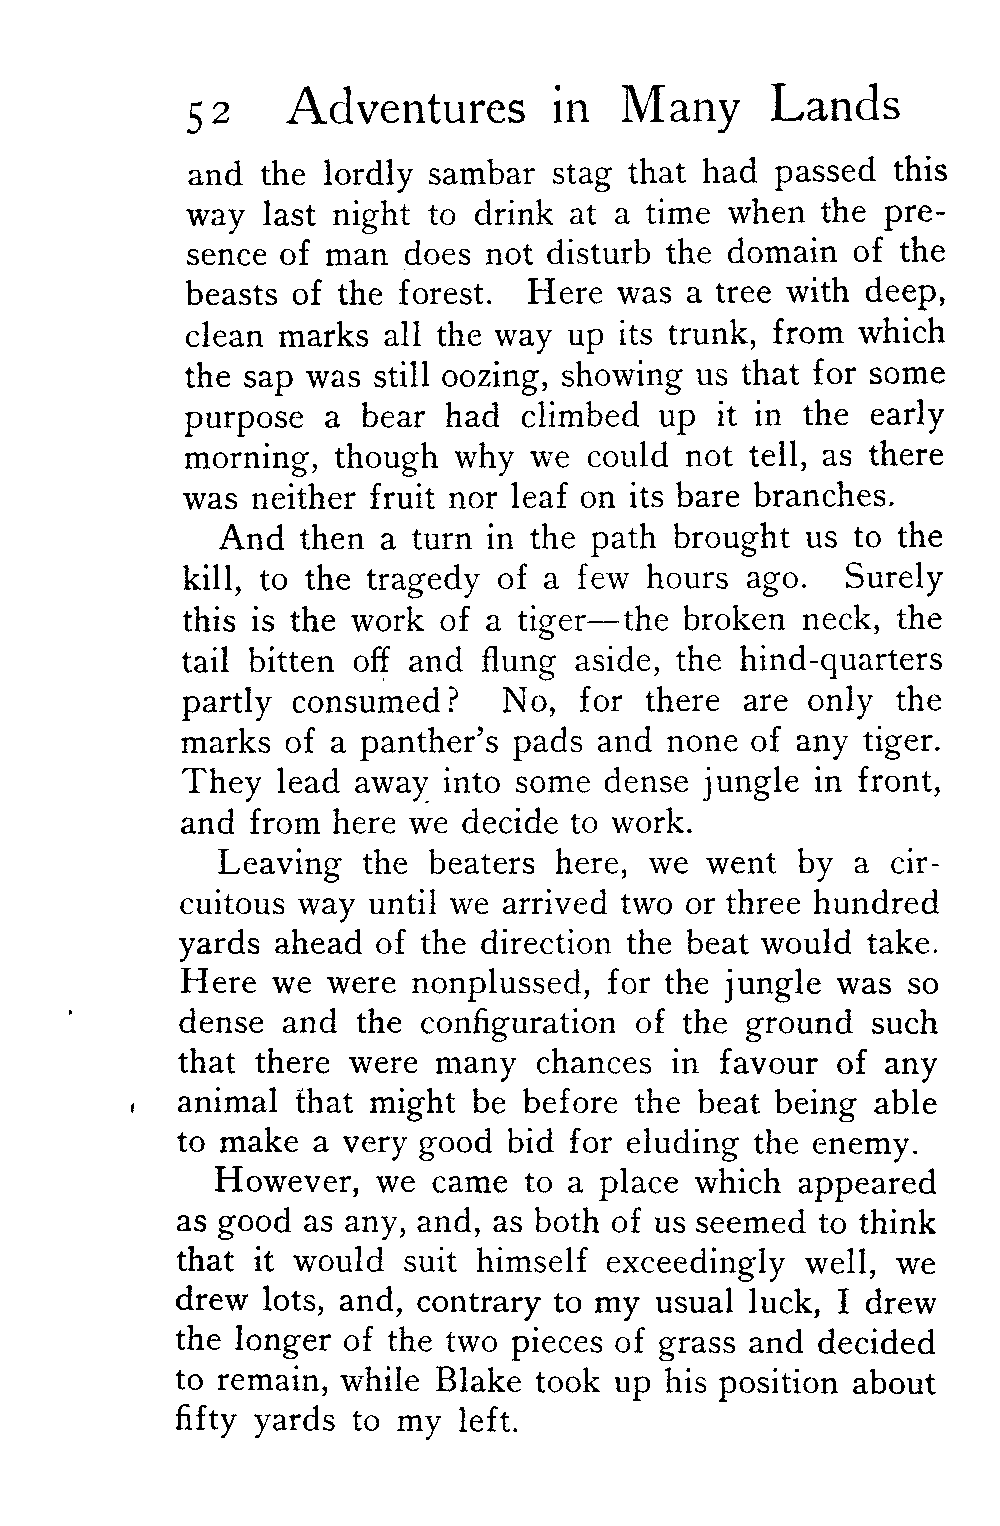 52 Adventures in Many Lands
and the lordly sambar stag that had passed this
way last night to drink at a time when the pre-
sence of man does not disturb the domain of the
beasts of the forest. Here was a tree with deep,
clean marks all the way up its trunk, from which
the sap was still oozing, showing us that for some
purpose a bear had climbed up it in the early
morning, though why we could not tell, as there
was neither fruit nor leaf on its bare branches.
And then a turn in the path brought us to the
kill, to the tragedy of a few hours ago. Surely
this is the work of a tiger—the broken neck, the
tail bitten off and flung aside, the hind-quarters
partly consumed? No, for there are only the
marks of a panther's pads and none of any tiger.
They lead away into some dense jungle in front,
and from here we decide to work.
Leaving the beaters here, we went by a cir-
cuitous way until we arrived two or three hundred
yards ahead of the direction the beat would take.
Here we were nonplussed, for the jungle was so
dense and the configuration of the ground such
that there were many chances in favour of any
animal that might be before the beat being able
to make a very good bid for eluding the enemy.
However, we came to a place which appeared
as good as any, and, as both of us seemed to think
that it would suit himself exceedingly well, we
drew lots, and, contrary to my usual luck, I drew
the longer of the two pieces of grass and decided
to remain, while Blake took up his position about
fifty yards to my left.